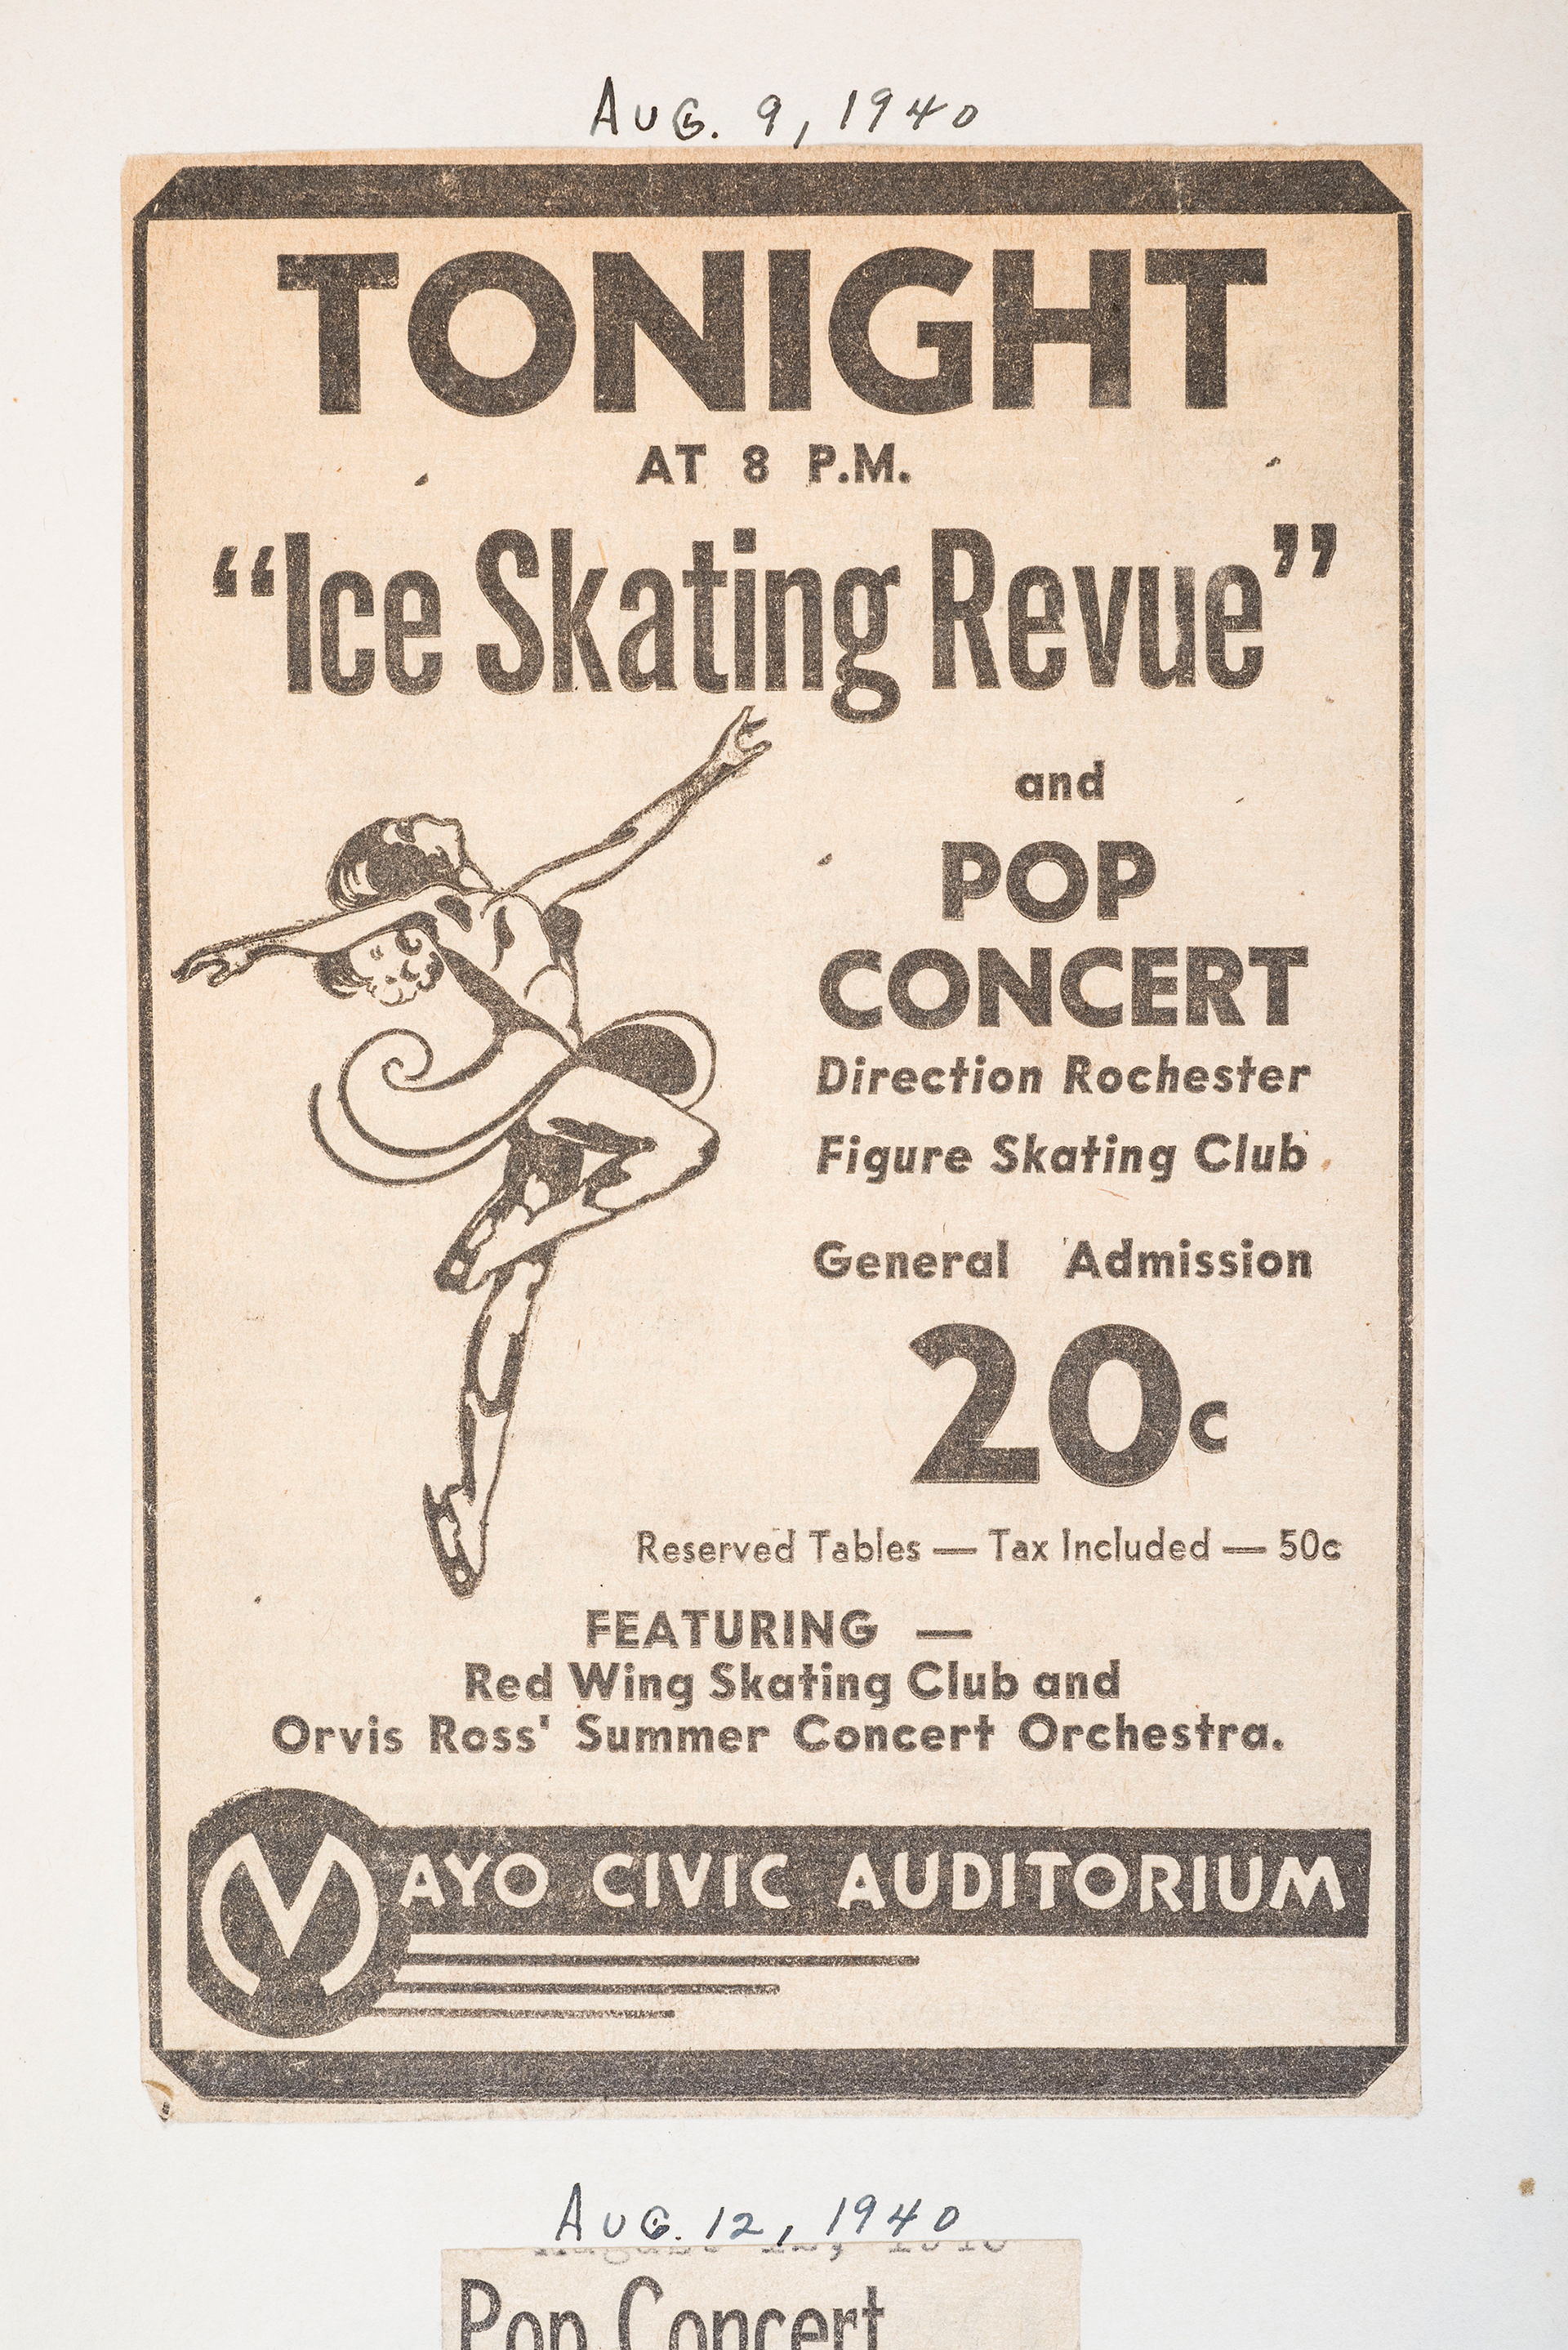 AUG. 9, 1940
TONIGHT
AT 8 P.M.
“Ice Skating Revue”
and
POP
CONCERT
Direction Rochester
Figure Skating Club
General Admission
20c
Reserved Tables — Tax Included — 50c
FEATURING —
Red Wing Skating Club and
Orvis Ross' Summer Concert Orchestra.
MAYO CIVIC AUDITORIUM
AUG. 12, 1940
Pop Concert